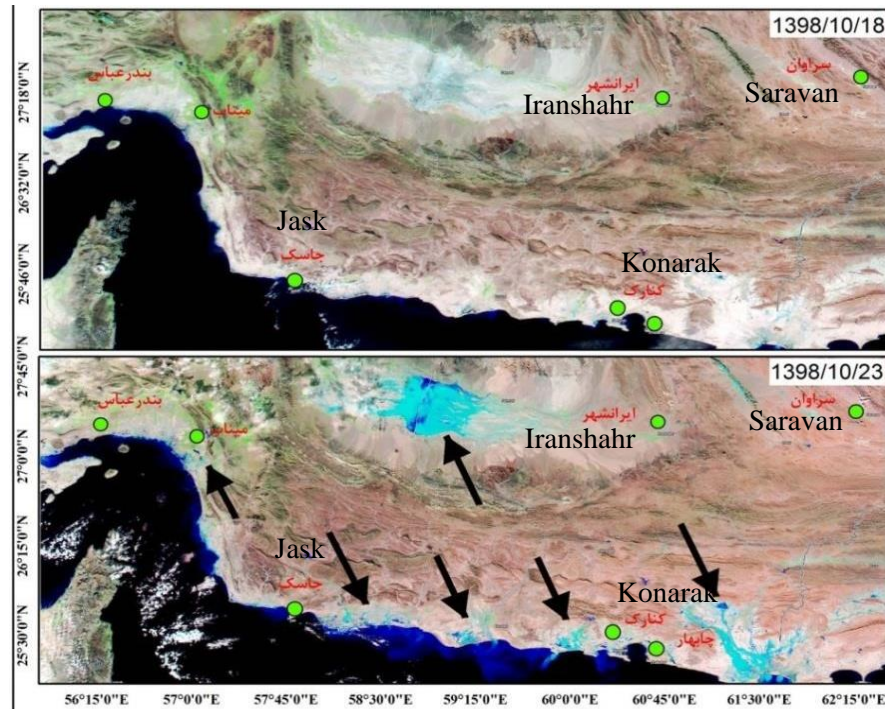 1398/10/18
بندرعباس
میناب
ایرانشهر
Iranshahr
سراوان
Saravan
Jask
جاسک
Konarak
کنارک
27°18'0"N
26°32'0"N
25°46'0"N
1398/10/23
بندرعباس
میناب
ایرانشهر
Iranshahr
سراوان
Saravan
Jask
جاسک
Konarak
کنارک
چابهار
27°45'0"N
27°0'0"N
26°15'0"N
25°30'0"N
56°15'0"E 57°0'0"E 57°45'0"E 58°30'0"E 59°15'0"E 60°0'0"E 60°45'0"E 61°30'0"E 62°15'0"E